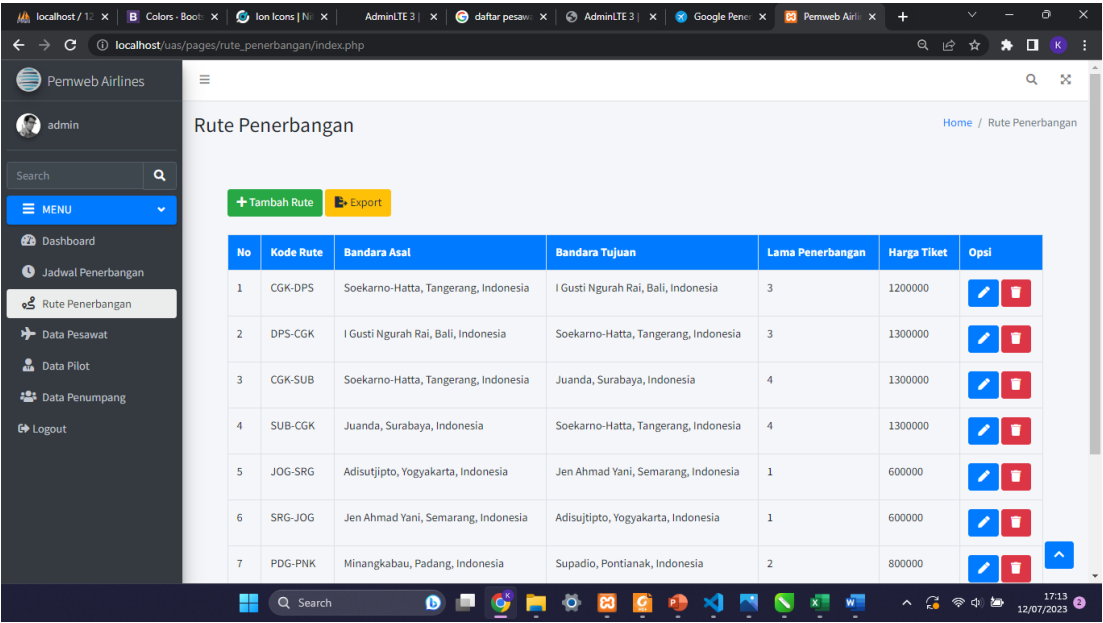 localhost / 12
Colors · Boots
Ion Icons | Ni
AdminLTE 3 |
daftar pesaw
AdminLTE 3 |
Google Pener
Pemweb Airli
localhost/uas/pages/rute_penerbangan/index.php
K
Pemweb Airlines
admin
Rute Penerbangan
Home / Rute Penerbangan
Search
MENU
Dashboard
Jadwal Penerbangan
Rute Penerbangan
Data Pesawat
Data Pilot
Data Penumpang
Logout
Tambah Rute
Export
No Kode Rute Bandara Asal Bandara Tujuan Lama Penerbangan Harga Tiket Opsi
1 CGK-DPS Soekarno-Hatta, Tangerang, Indonesia I Gusti Ngurah Rai, Bali, Indonesia 3 1200000
2 DPS-CGK I Gusti Ngurah Rai, Bali, Indonesia Soekarno-Hatta, Tangerang, Indonesia 3 1300000
3 CGK-SUB Soekarno-Hatta, Tangerang, Indonesia Juanda, Surabaya, Indonesia 4 1300000
4 SUB-CGK Juanda, Surabaya, Indonesia Soekarno-Hatta, Tangerang, Indonesia 4 1300000
5 JOG-SRG Adisutjipto, Yogyakarta, Indonesia Jen Ahmad Yani, Semarang, Indonesia 1 600000
6 SRG-JOG Jen Ahmad Yani, Semarang, Indonesia Adisujtipto, Yogyakarta, Indonesia 1 600000
7 PDG-PNK Minangkabau, Padang, Indonesia Supadio, Pontianak, Indonesia 2 800000
Search
17:13
12/07/2023
2